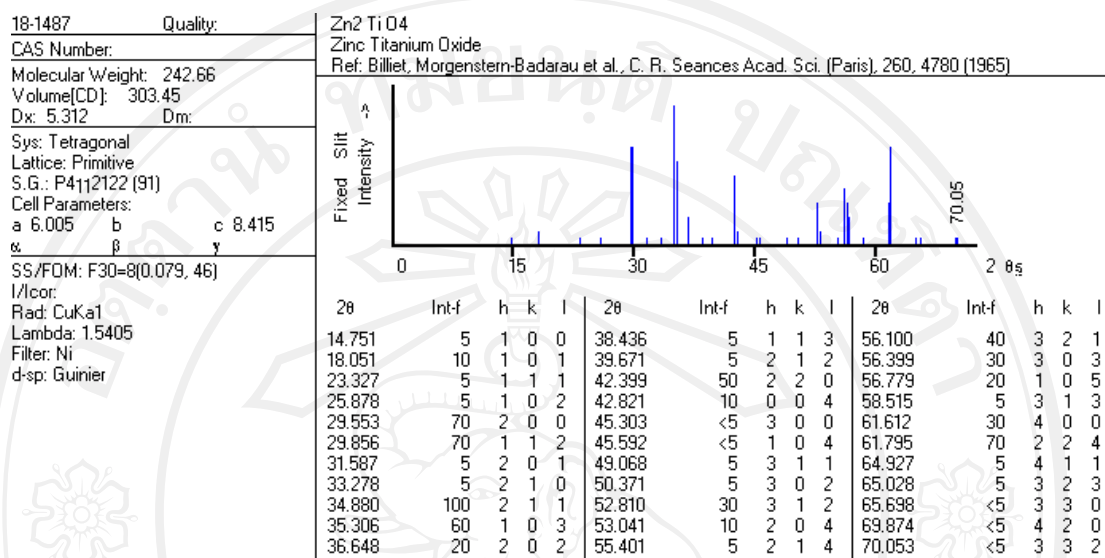 18-1487 Quality:
CAS Number:
Molecular Weight: 242.66
Volume[CD]: 303.45
Dx: 5.312 Dm:
Sys: Tetragonal
Lattice: Primitive
S.G.: P4112122 (91)
Cell Parameters:
a 6.005 b c 8.415
α β γ
SS/FOM: F30=8(0.079, 46)
I/Icor:
Rad: CuKa1
Lambda: 1.5405
Filter: Ni
d-sp: Guinier
Zn2 Ti O4
Zinc Titanium Oxide
Ref: Billiet, Morgenstern-Badarau et al., C. R. Seances Acad. Sci. (Paris), 260, 4780 (1965)
Fixed Slit
Intensity ->
70.05
0 15 30 45 60 2 θs
2θ Int-f h k l 2θ Int-f h k l 2θ Int-f h k l
14.751 5 1 0 0 38.436 5 1 1 3 56.100 40 3 2 1
18.051 10 1 0 1 39.671 5 2 1 2 56.399 30 3 0 3
23.327 5 1 1 1 42.399 50 2 2 0 56.779 20 1 0 5
25.878 5 1 0 2 42.821 10 0 0 4 58.515 5 3 1 3
29.553 70 2 0 0 45.303 <5 3 0 0 61.612 30 4 0 0
29.856 70 1 1 2 45.592 <5 1 0 4 61.795 70 2 2 4
31.587 5 2 0 1 49.068 5 3 1 1 64.927 5 4 1 1
33.278 5 2 1 0 50.371 5 3 0 2 65.028 5 3 2 3
34.880 100 2 1 1 52.810 30 3 1 2 65.698 <5 3 3 0
35.306 60 1 0 3 53.041 10 2 0 4 69.874 <5 4 2 0
36.648 20 2 0 2 55.401 5 2 1 4 70.053 <5 3 3 2